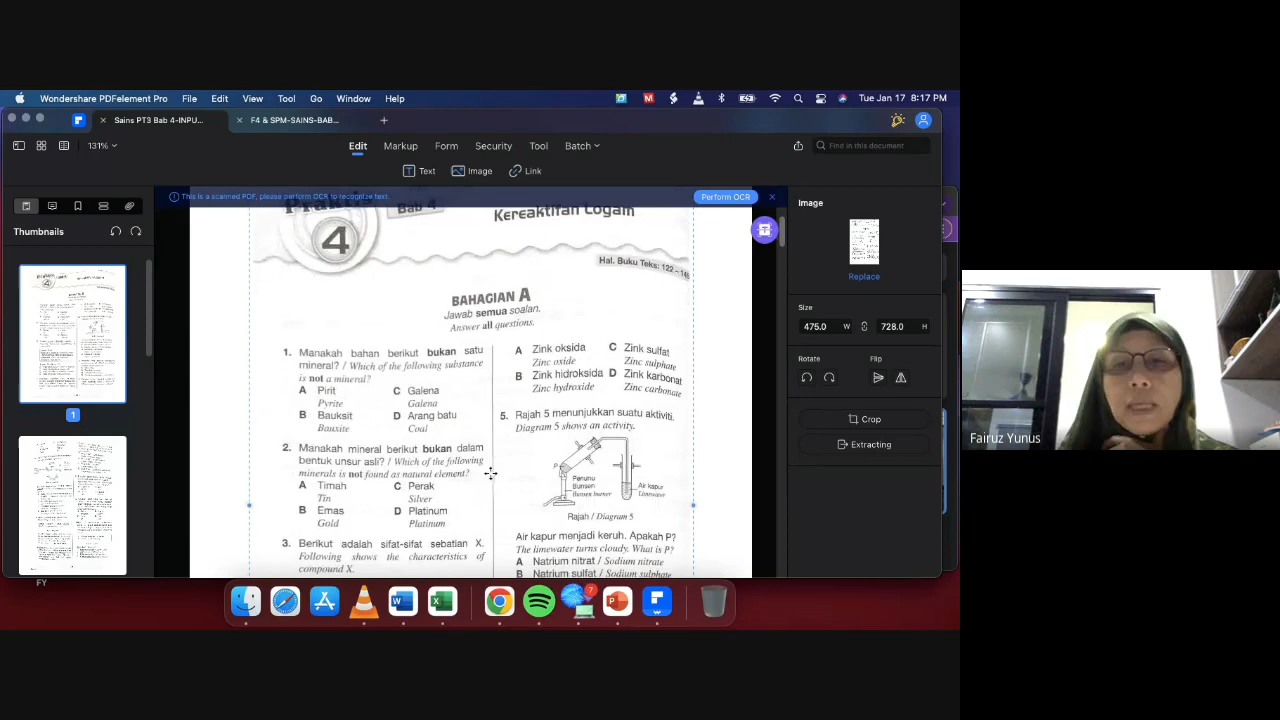 Wondershare PDFelement Pro File Edit View Tool Go Window Help
7 Tue Jan 17 8:17 PM
Sains PT3 Bab 4-INPU... F4 & SPM-SAINS-BAB...
131% Edit Markup Form Security Tool Batch Find in this document
Text Image Link
This is a scanned PDF, please perform OCR to recognize text. Perform OCR
Thumbnails
1
Praktis
4
Bab 4
Kereaktifan Logam
Hal. Buku Teks: 122 –
BAHAGIAN A
Jawab semua soalan.
Answer all questions.
1. Manakah bahan berikut bukan satu
mineral? / Which of the following substance
is not a mineral?
A Pirit C Galena
Pyrite Galena
B Bauksit D Arang batu
Bauxite Coal
2. Manakah mineral berikut bukan dalam
bentuk unsur asli? / Which of the following
minerals is not found as natural element?
A Timah C Perak
Tin Silver
B Emas D Platinum
Gold Platinum
3. Berikut adalah sifat-sifat sebatian X.
Following shows the characteristics of
compound X.
A Zink oksida C Zink sulfat
Zinc oxide Zinc sulphate
B Zink hidroksida D Zink karbonat
Zinc hydroxide Zinc carbonate
5. Rajah 5 menunjukkan suatu aktiviti.
Diagram 5 shows an activity.
P
Penunu
Bunsen
Bunsen burner
Air kapur
Limewater
Rajah / Diagram 5
Air kapur menjadi keruh. Apakah P?
The limewater turns cloudy. What is P?
A Natrium nitrat / Sodium nitrate
B Natrium sulfat / Sodium sulphate
Image
Replace
Size
475.0 W 728.0 H
Rotate Flip
Crop
Extracting
FY
7
Fairuz Yunus